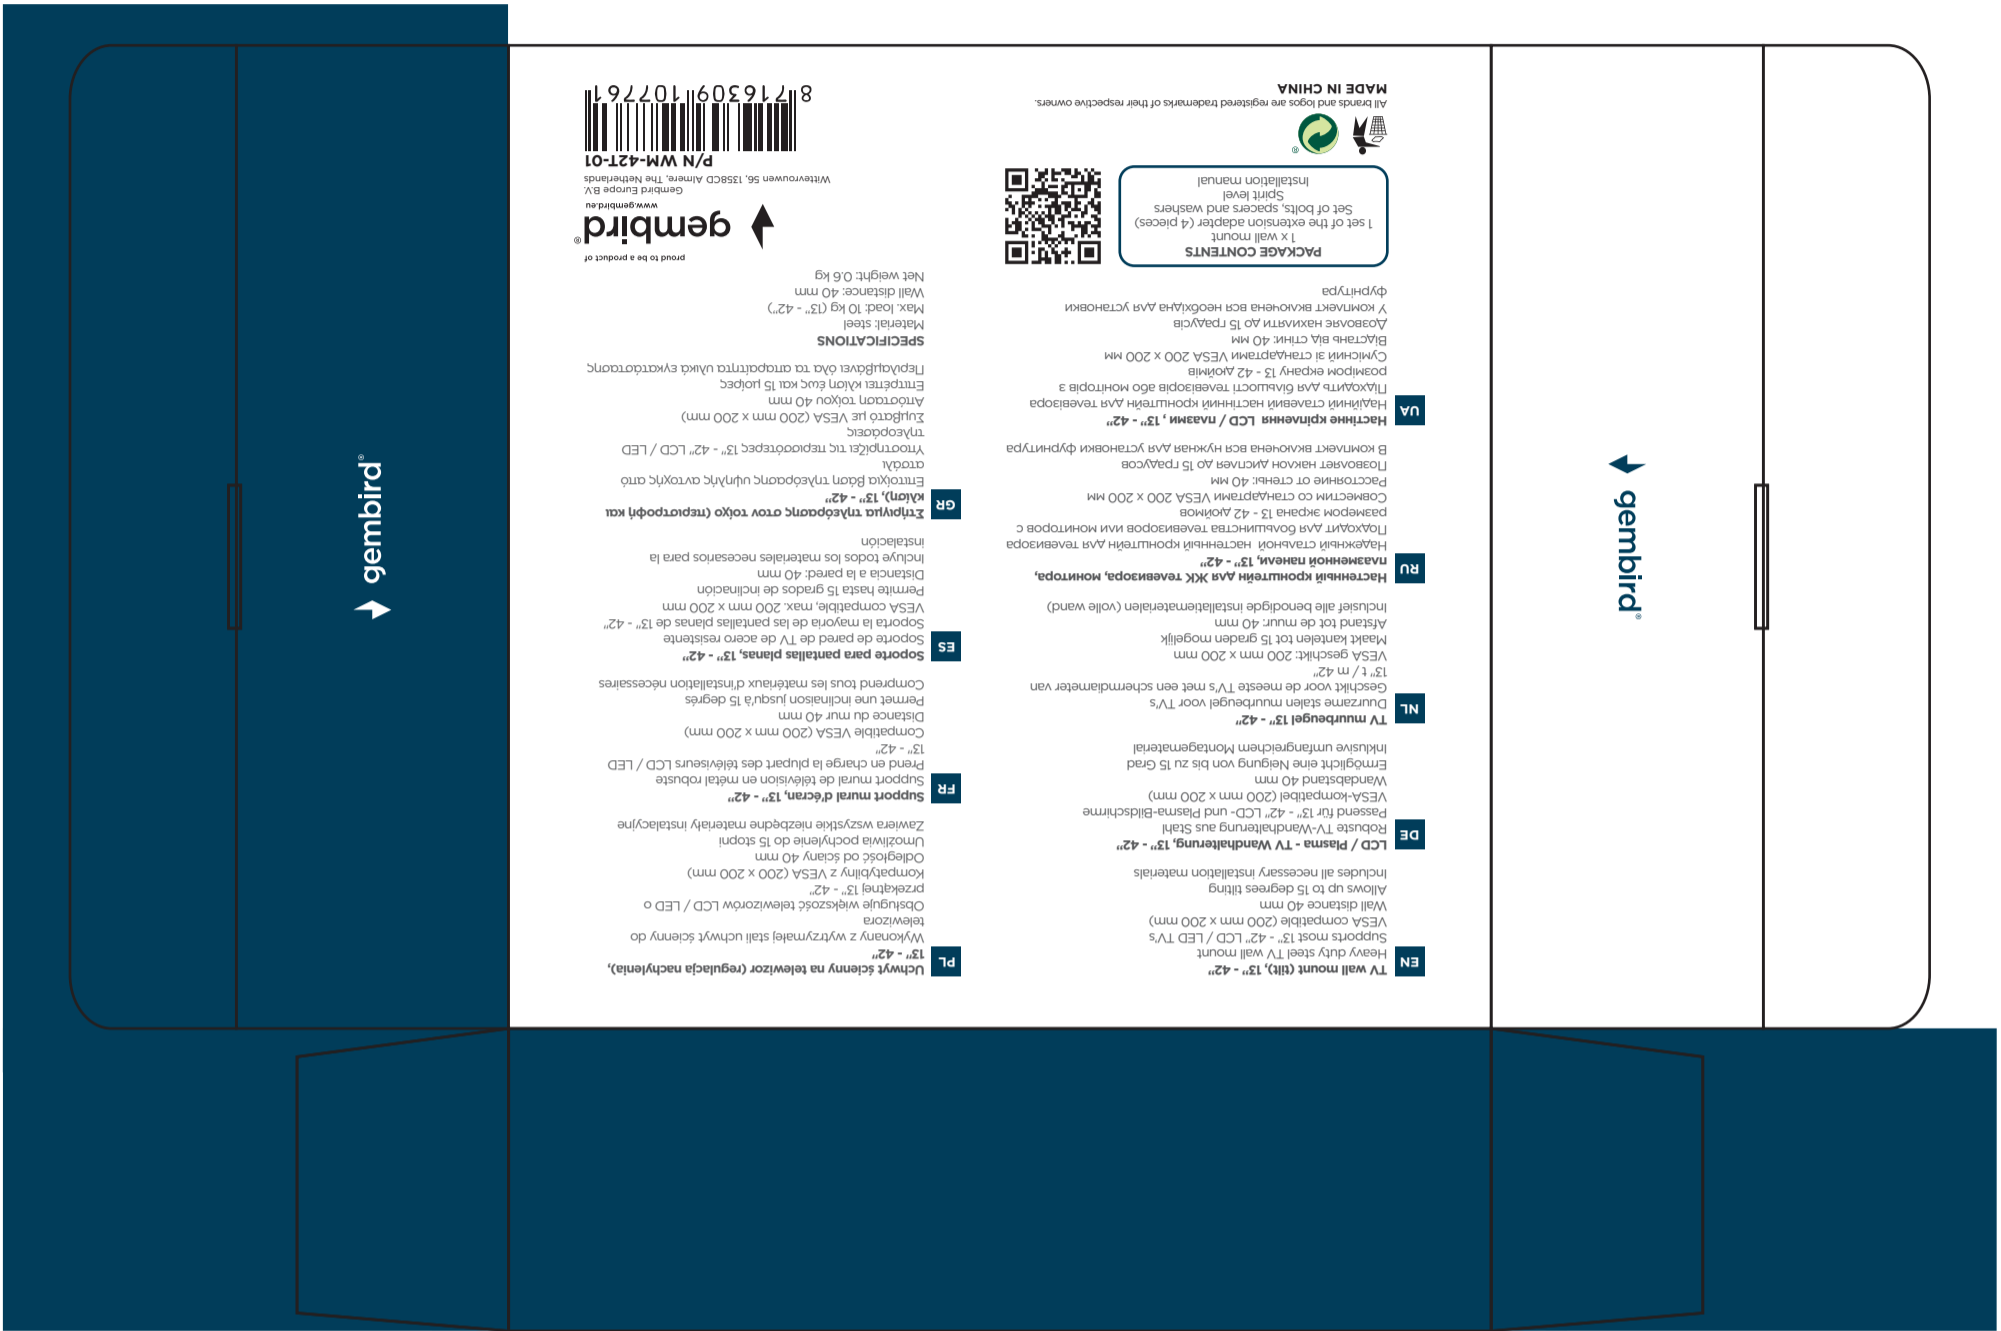 EN
TV wall mount (tilt), 13” - 42”
Heavy duty steel TV wall mount
Supports most 13” - 42” LCD / LED TV's
VESA compatible (200 mm x 200 mm)
Wall distance 40 mm
Allows up to 15 degrees tilting
Includes all necessary installation materials
DE
LCD / Plasma - TV Wandhalterung, 13” - 42”
Robuste TV-Wandhalterung aus Stahl
Passend für 13” - 42” LCD- und Plasma-Bildschirme
VESA-kompatibel (200 mm x 200 mm)
Wandabstand 40 mm
Ermöglicht eine Neigung von bis zu 15 Grad
Inklusive umfangreichem Montagematerial
NL
TV muurbeugel 13” - 42”
Duurzame stalen muurbeugel voor TV's
Geschikt voor de meeste TV's met een schermdiameter van
13” t / m 42”
VESA geschikt: 200 mm x 200 mm
Maakt kantelen tot 15 graden mogelijk
Afstand tot de muur: 40 mm
Inclusief alle benodigde installatiematerialen (volle wand)
RU
Настенный кронштейн для ЖК телевизора, монитора,
плазменной панели, 13” - 42”
Надежный стальной настенный кронштейн для телевизора
Подходит для большинства телевизоров или мониторов с
размером экрана 13 - 42 дюймов
Совместим со стандартами VESA 200 x 200 мм
Расстояние от стены: 40 мм
Позволяет наклон дисплея до 15 градусов
В комплект включена вся нужная для установки фурнитура
UA
Настінне кріплення LCD / плазми , 13” - 42”
Надійний сталевий настінний кронштейн для телевізора
Підходить для більшості телевізорів або моніторів з
розміром екрану 13 - 42 дюймів
Сумісний зі стандартами VESA 200 x 200 мм
Відстань від стіни: 40 мм
Дозволяє нахиляти до 15 градусів
У комплект включена вся необхідна для установки
фурнітура
PACKAGE CONTENTS
1 x wall mount
1 set of the extension adapter (4 pieces)
Set of bolts, spacers and washers
Spirit level
Installation manual
All brands and logos are registered trademarks of their respective owners.
MADE IN CHINA
PL
Uchwyt ścienny na telewizor (regulacja nachylenia),
13” - 42”
Wykonany z wytrzymałej stali uchwyt ścienny do
telewizora
Obsługuje większość telewizorów LCD / LED o
przekątnej 13” - 42”
Kompatybilny z VESA (200 x 200 mm)
Odległość od ściany 40 mm
Umożliwia pochylenie do 15 stopni
Zawiera wszystkie niezbędne materiały instalacyjne
FR
Support mural d'écran, 13” - 42”
Support mural de télévision en métal robuste
Prend en charge la plupart des téléviseurs LCD / LED
13” - 42”
Compatible VESA (200 mm x 200 mm)
Distance du mur 40 mm
Permet une inclinaison jusqu'à 15 degrés
Comprend tous les matériaux d'installation nécessaires
ES
Soporte para pantallas planas, 13” - 42”
Soporte de pared de TV de acero resistente
Soporta la mayoria de las pantallas planas de 13” - 42”
VESA compatible, max. 200 mm x 200 mm
Permite hasta 15 grados de inclinación
Distancia a la pared: 40 mm
Incluye todos los materiales necesarios para la
instalación
GR
Στήριγμα τηλεόρασης στον τοίχο (περιστροφή και
κλίση), 13” - 42”
Επιτοίχια βάση τηλεόρασης υψηλής αντοχής από
ατσάλι
Υποστηρίζει τις περισσότερες 13” - 42” LCD / LED
τηλεοράσεις
Συμβατό με VESA (200 mm x 200 mm)
Απόσταση τοίχου 40 mm
Επιτρέπει κλίση έως και 15 μοίρες
Περιλαμβάνει όλα τα απαραίτητα υλικά εγκατάστασης
SPECIFICATIONS
Material: steel
Max. load: 10 kg (13” - 42”)
Wall distance: 40 mm
Net weight: 0.6 kg
proud to be a product of
gembird®
www.gembird.eu
Gembird Europe B.V.
Wittevrouwen 56, 1358CD Almere, The Netherlands
P/N WM-42T-01
8 716309 107761
gembird®
gembird®